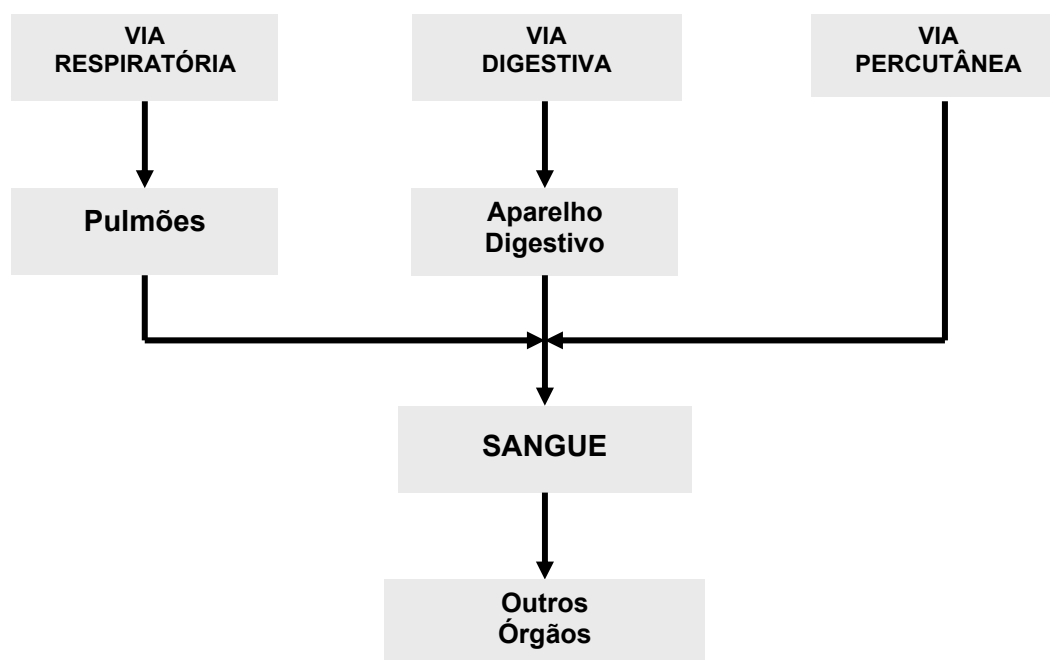 VIA
RESPIRATÓRIA
VIA
DIGESTIVA
VIA
PERCUTÂNEA
Pulmões
Aparelho
Digestivo
SANGUE
Outros
Órgãos